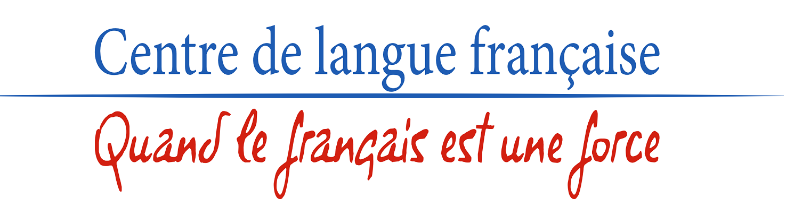 Centre de langue française
Quand le français est une force